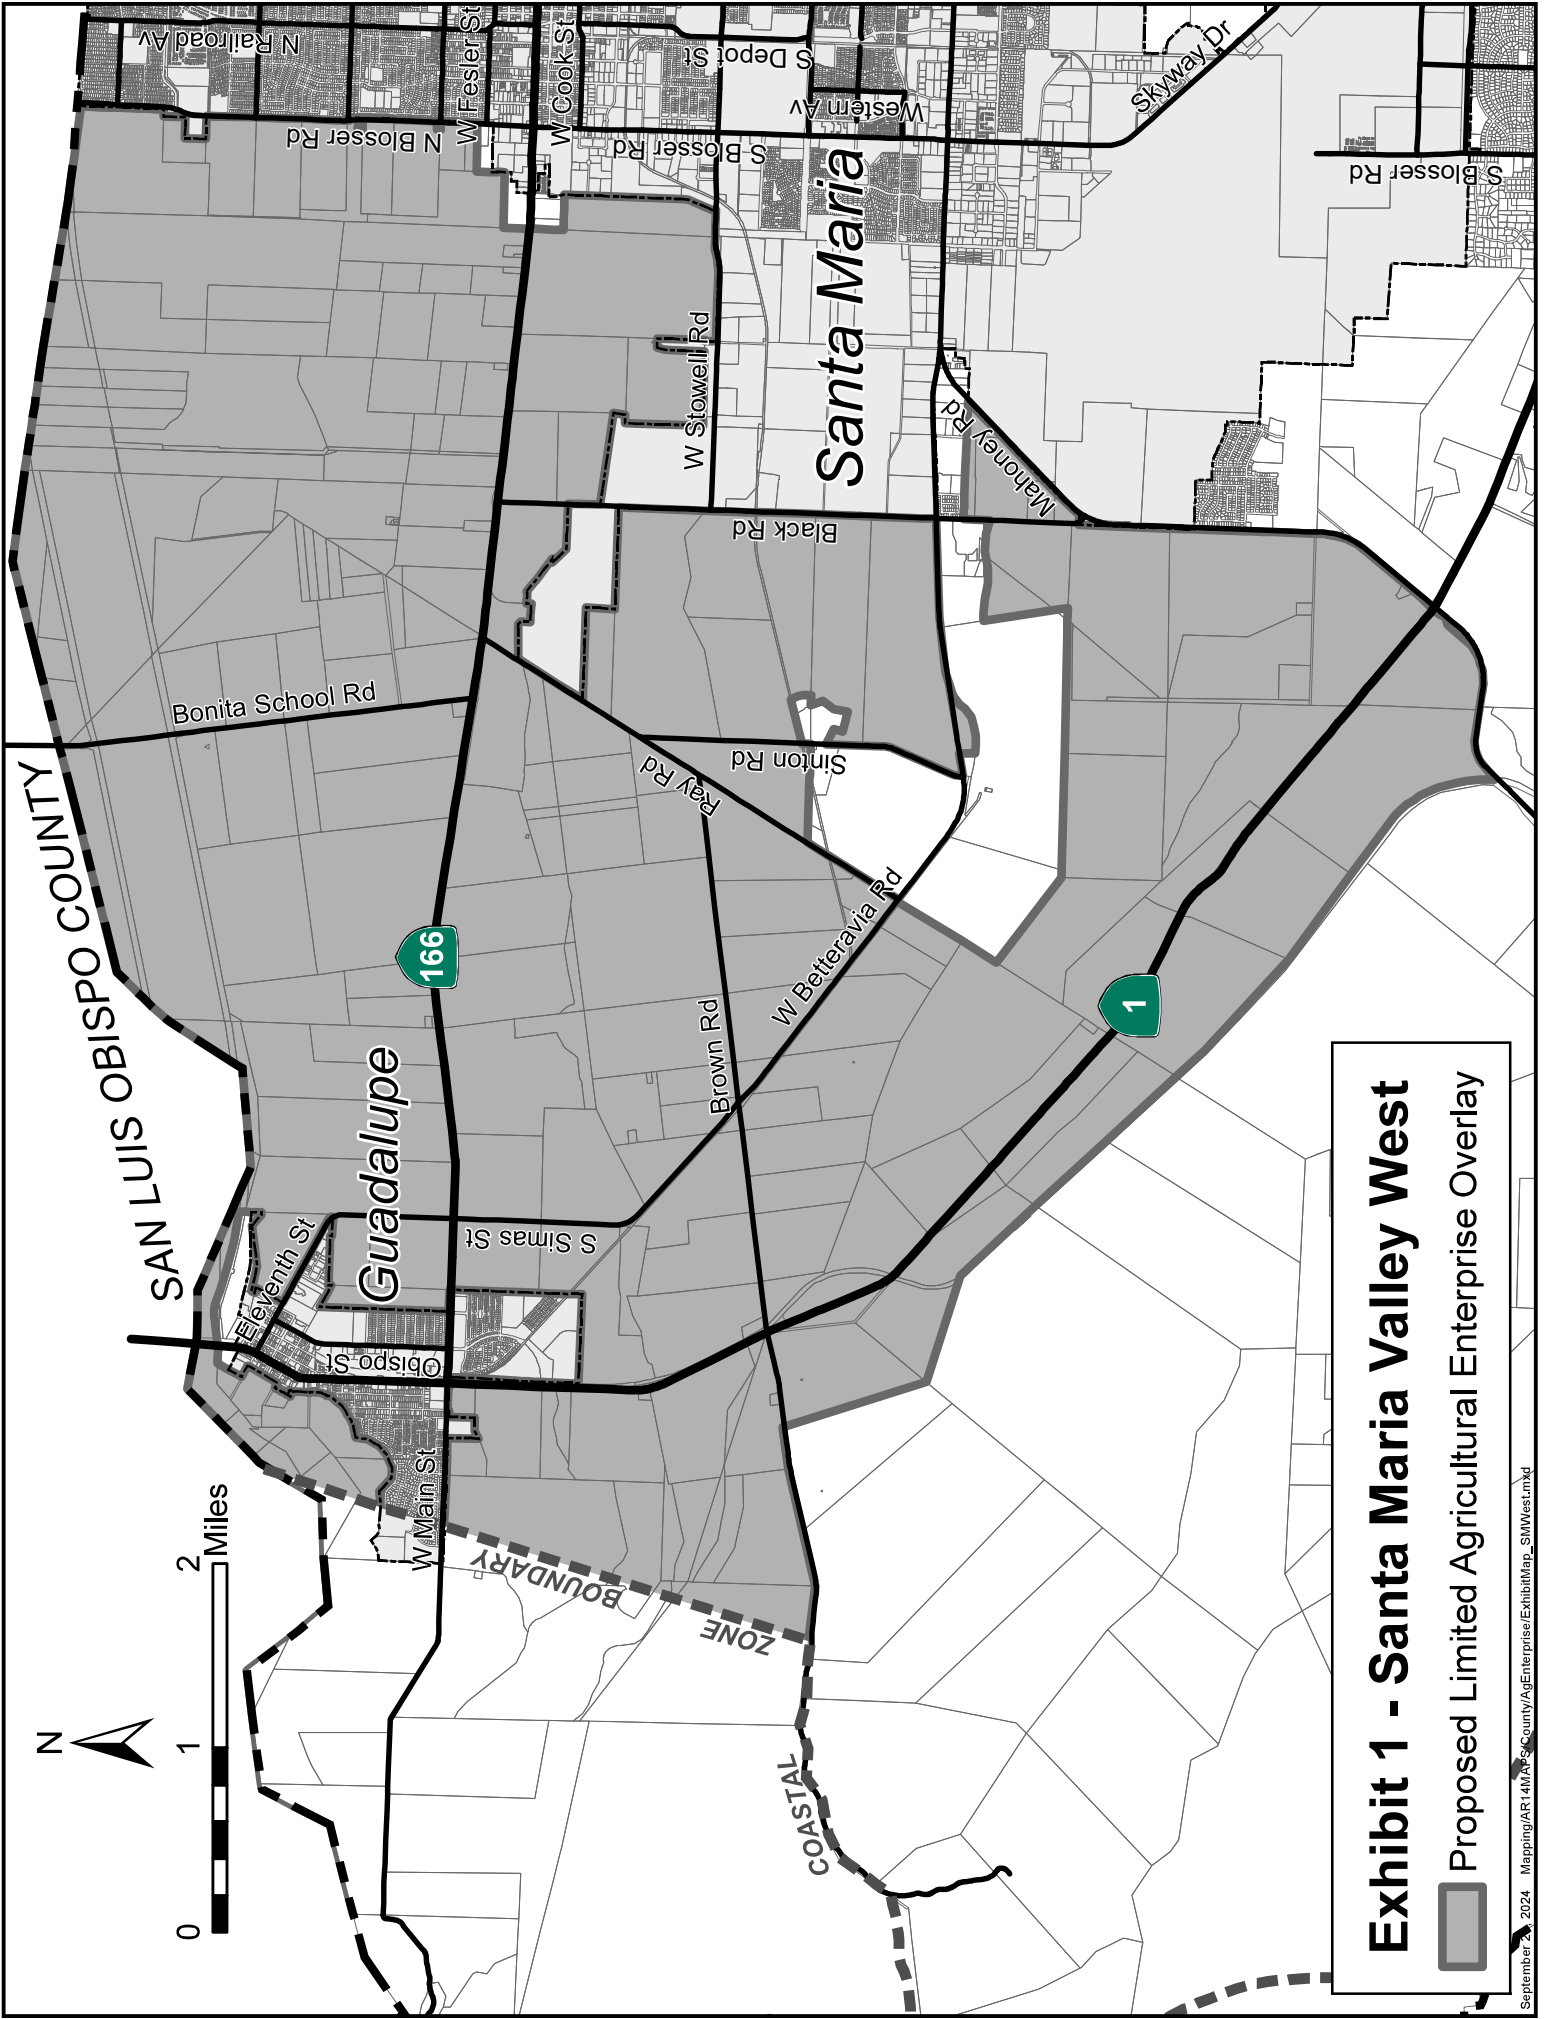 SAN LUIS OBISPO COUNTY
N
0
1
2
Miles
Bonita School Rd
N Railroad Av
N Blosser Rd
W Fesler St
W Cook St
S Depot St
Western Av
S Blosser Rd
Skyway Dr
S Blosser Rd
Santa Maria
W Stowell Rd
Mahoney Rd
Black Rd
Sinton Rd
Ray Rd
166
W Betteravia Rd
Brown Rd
1
Guadalupe
Eleventh St
S Simas St
Obispo St
W Main St
COASTAL
ZONE
BOUNDARY
Exhibit 1 - Santa Maria Valley West
Proposed Limited Agricultural Enterprise Overlay
2024
Mapping/AR14MAPS/County/AgEnterprise/ExhibitMap_SMWest.mxd